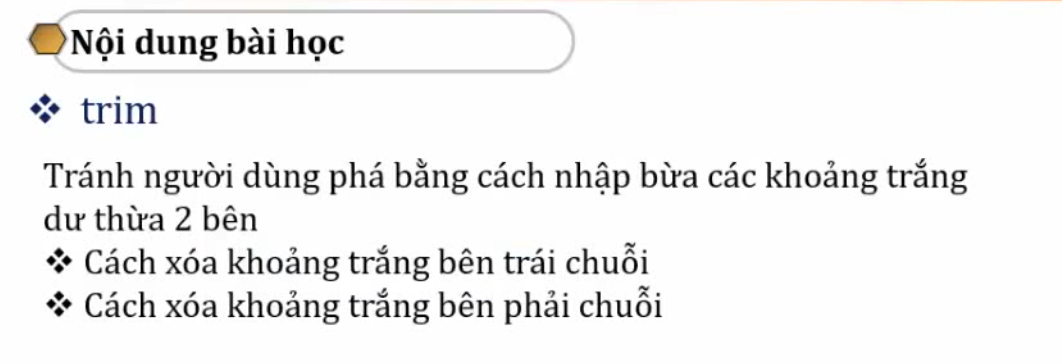 Nội dung bài học
trim
Tránh người dùng phá bằng cách nhập bừa các khoảng trắng
dư thừa 2 bên
Cách xóa khoảng trắng bên trái chuỗi
Cách xóa khoảng trắng bên phải chuỗi